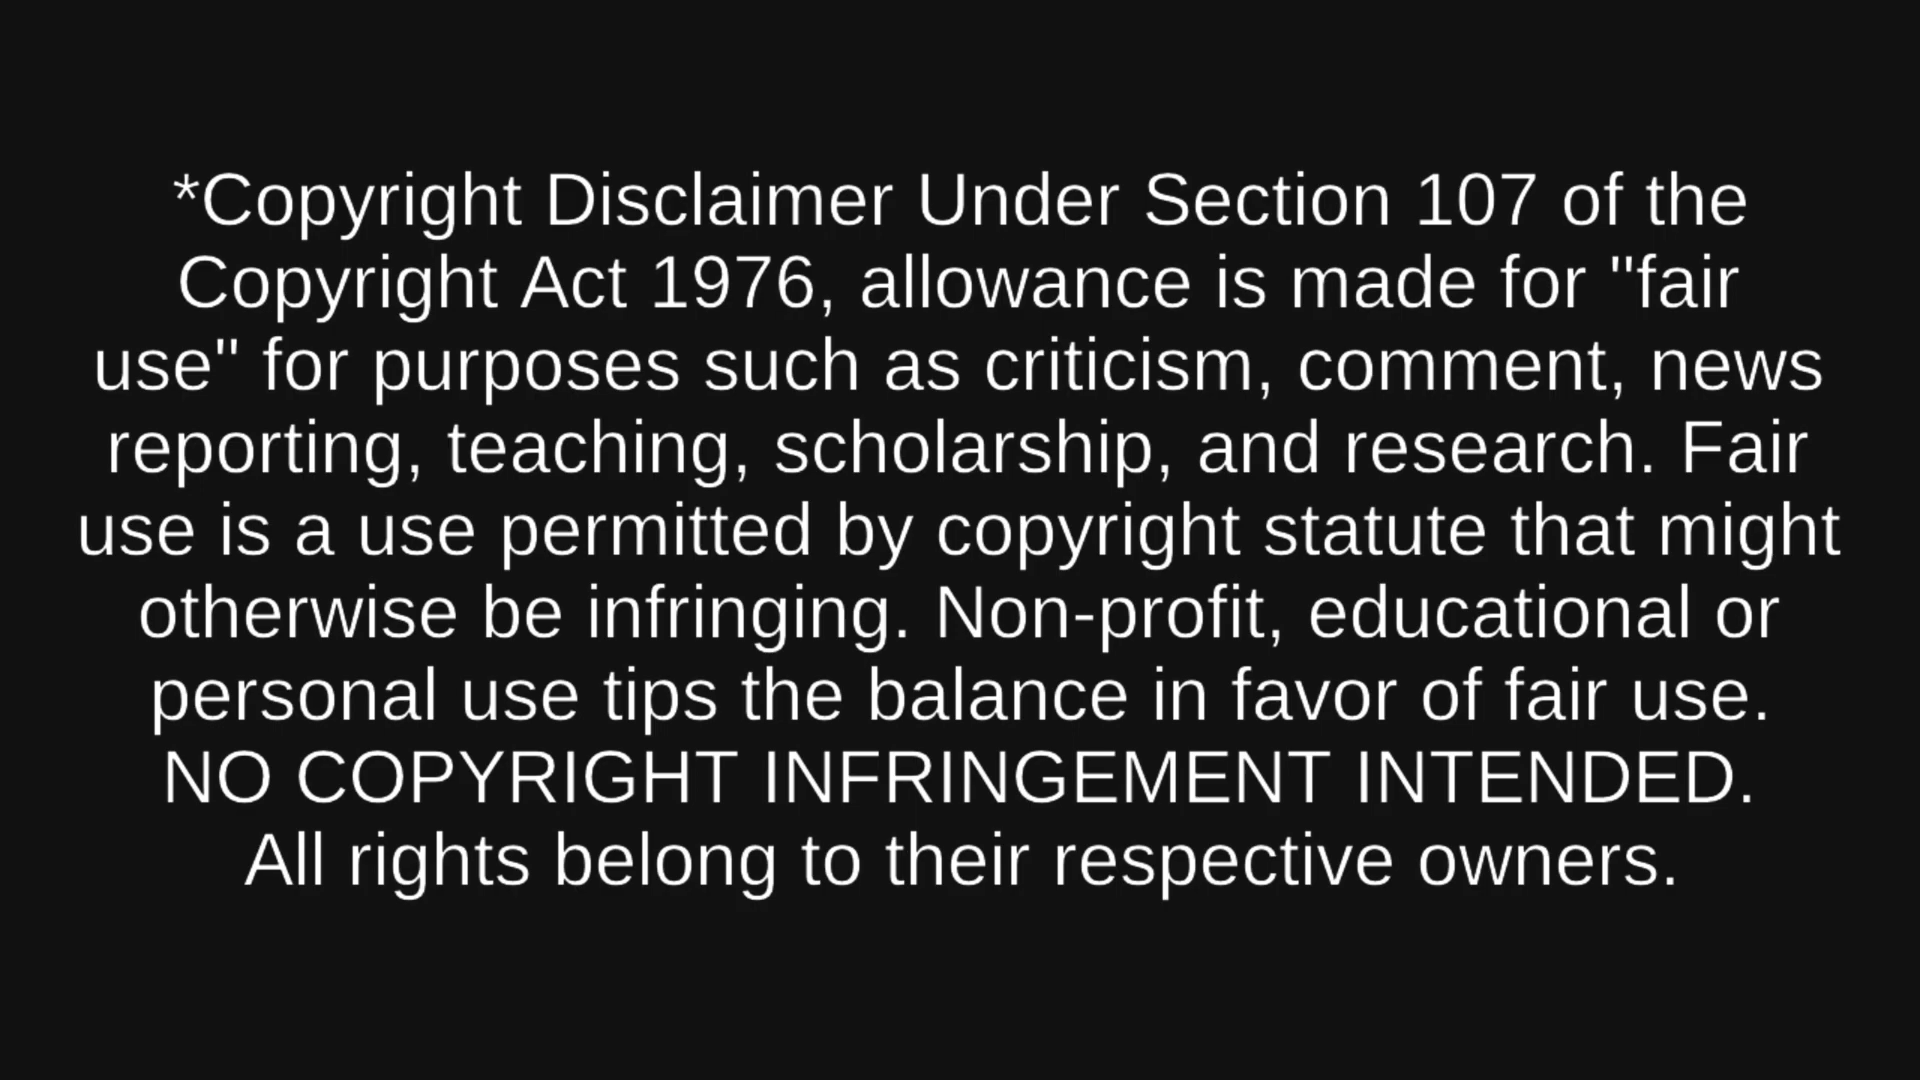 *Copyright Disclaimer Under Section 107 of the
Copyright Act 1976, allowance is made for "fair
use" for purposes such as criticism, comment, news
reporting, teaching, scholarship, and research. Fair
use is a use permitted by copyright statute that might
otherwise be infringing. Non-profit, educational or
personal use tips the balance in favor of fair use.
NO COPYRIGHT INFRINGEMENT INTENDED.
All rights belong to their respective owners.